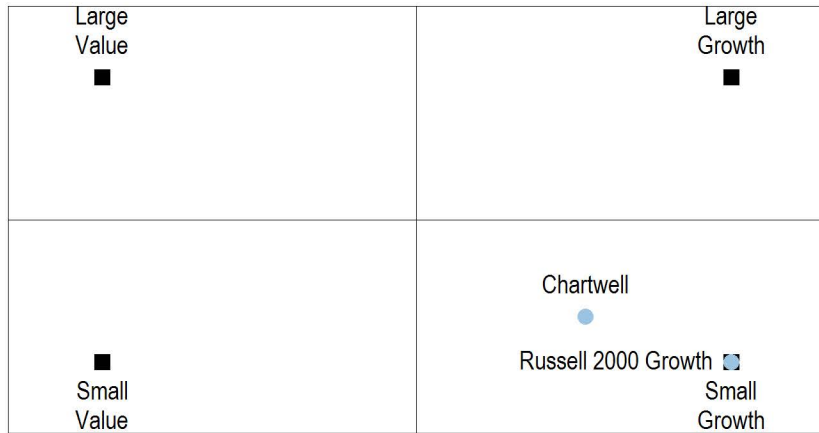 Large
Value
Large
Growth
Chartwell
Russell 2000 Growth
Small
Value
Small
Growth